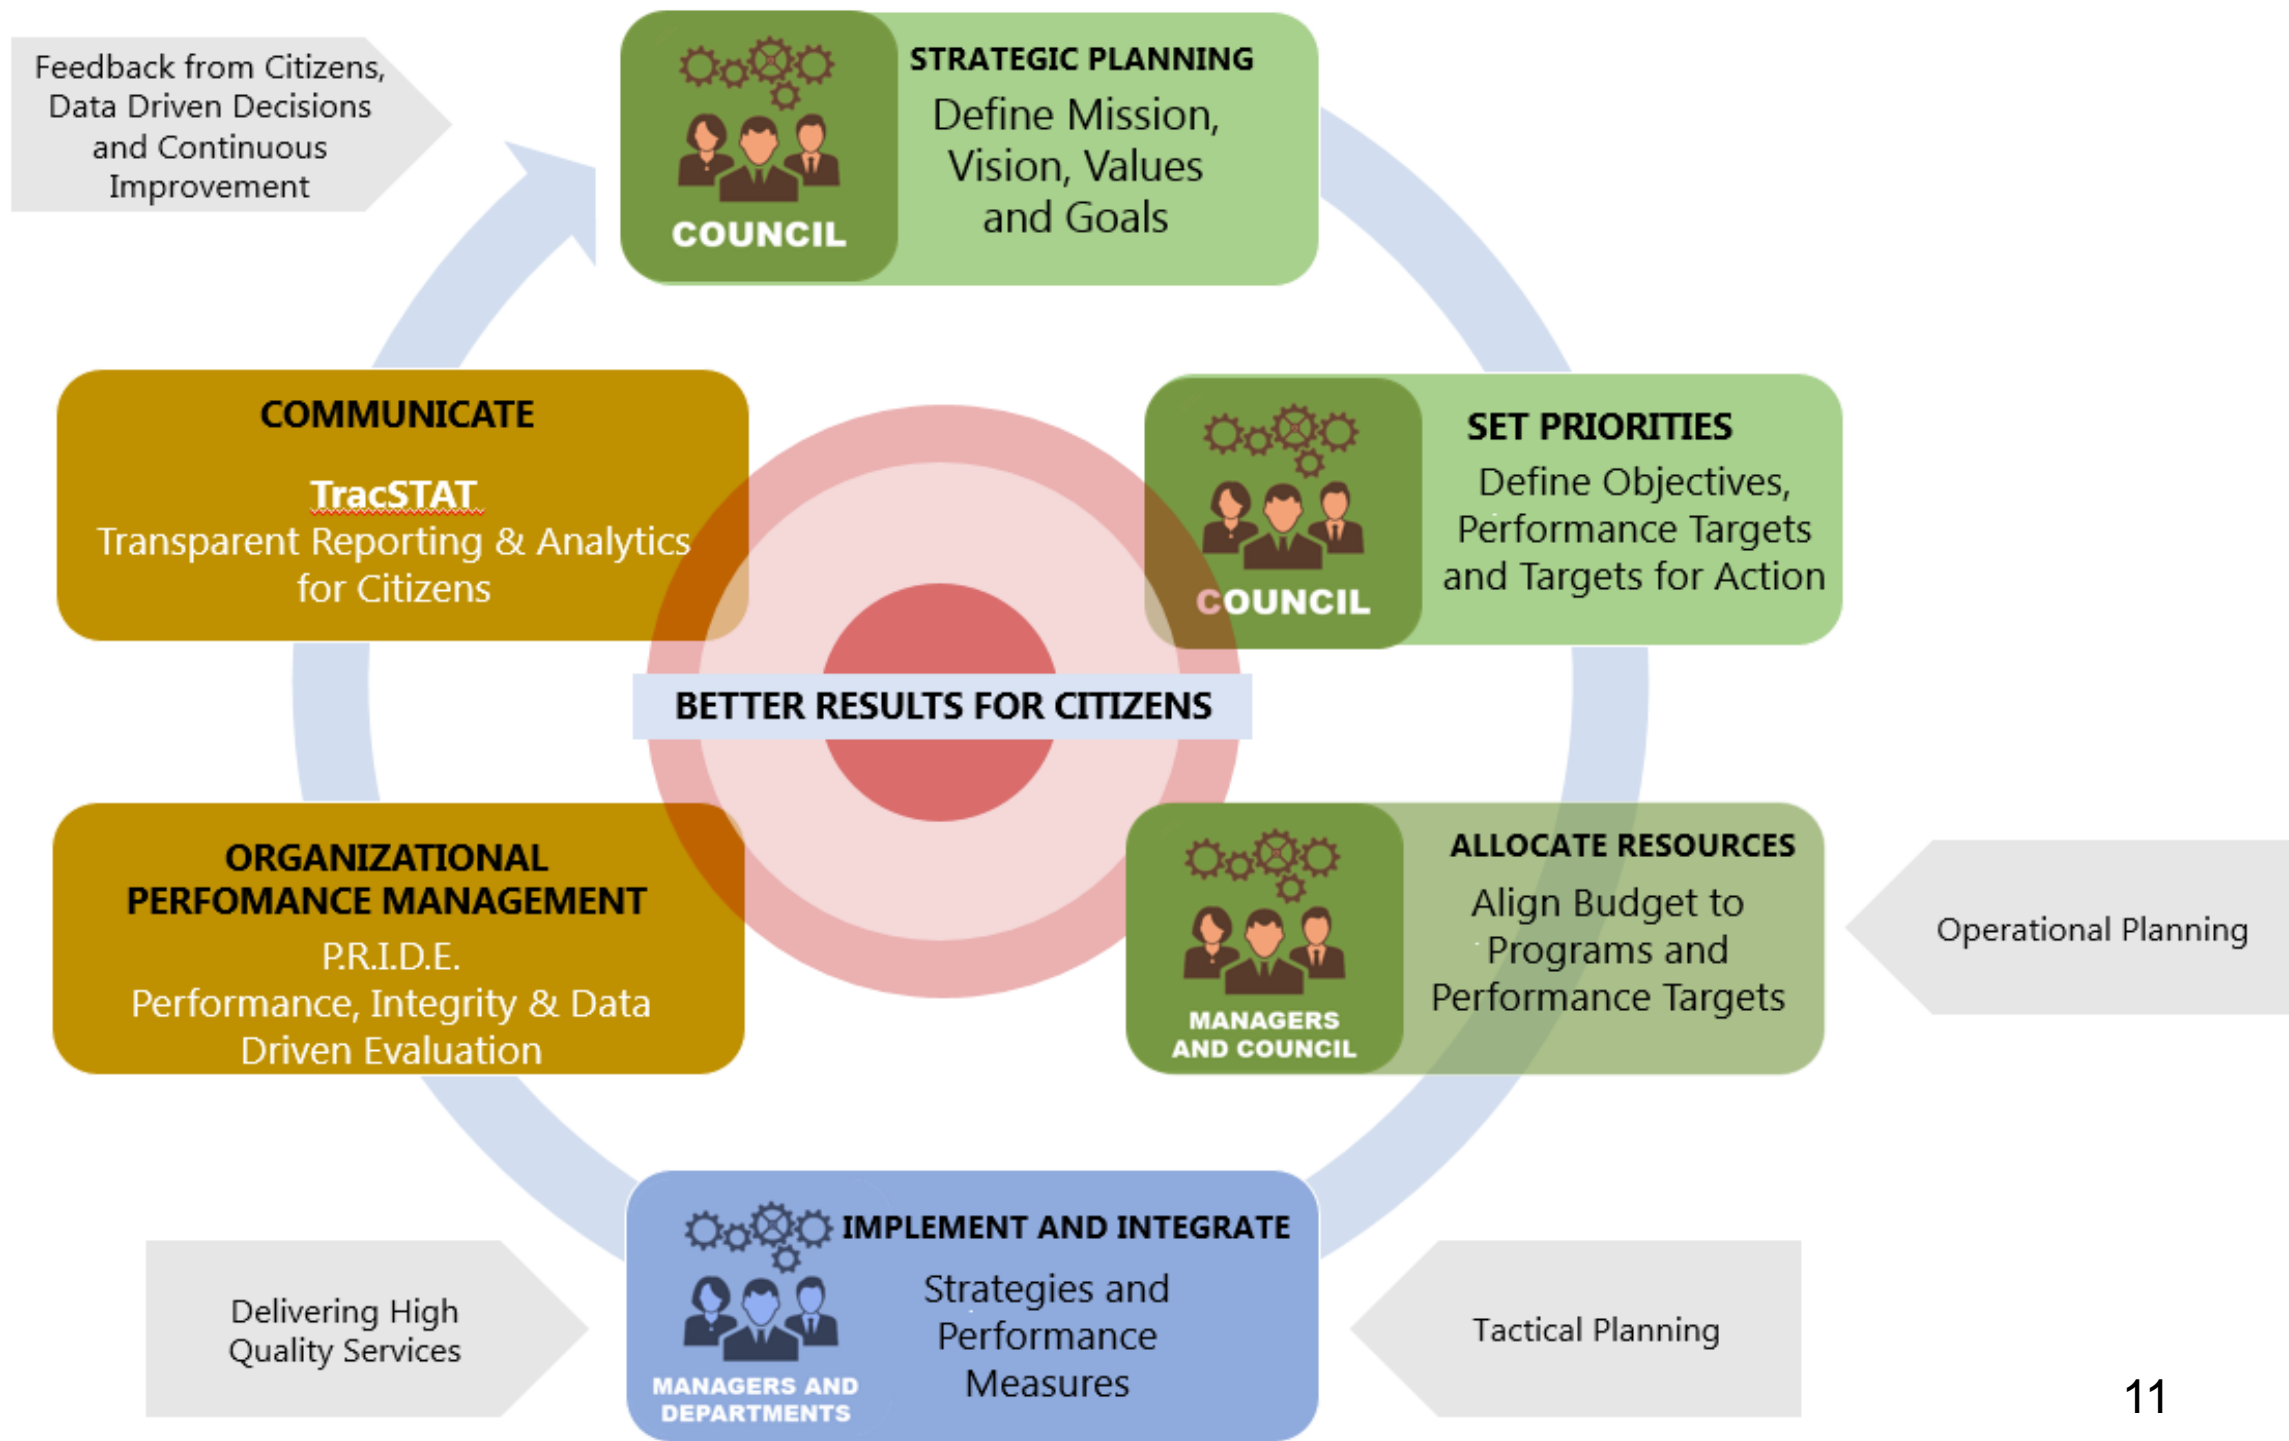 Feedback from Citizens,
Data Driven Decisions
and Continuous
Improvement
STRATEGIC PLANNING
Define Mission,
Vision, Values
and Goals
COUNCIL
COMMUNICATE
TracSTAT
Transparent Reporting & Analytics
for Citizens
SET PRIORITIES
Define Objectives,
Performance Targets
and Targets for Action
COUNCIL
BETTER RESULTS FOR CITIZENS
ORGANIZATIONAL
PERFOMANCE MANAGEMENT
P.R.I.D.E.
Performance, Integrity & Data
Driven Evaluation
ALLOCATE RESOURCES
Align Budget to
Programs and
Performance Targets
MANAGERS
AND COUNCIL
Operational Planning
IMPLEMENT AND INTEGRATE
Strategies and
Performance
Measures
MANAGERS AND
DEPARTMENTS
Delivering High
Quality Services
Tactical Planning
11